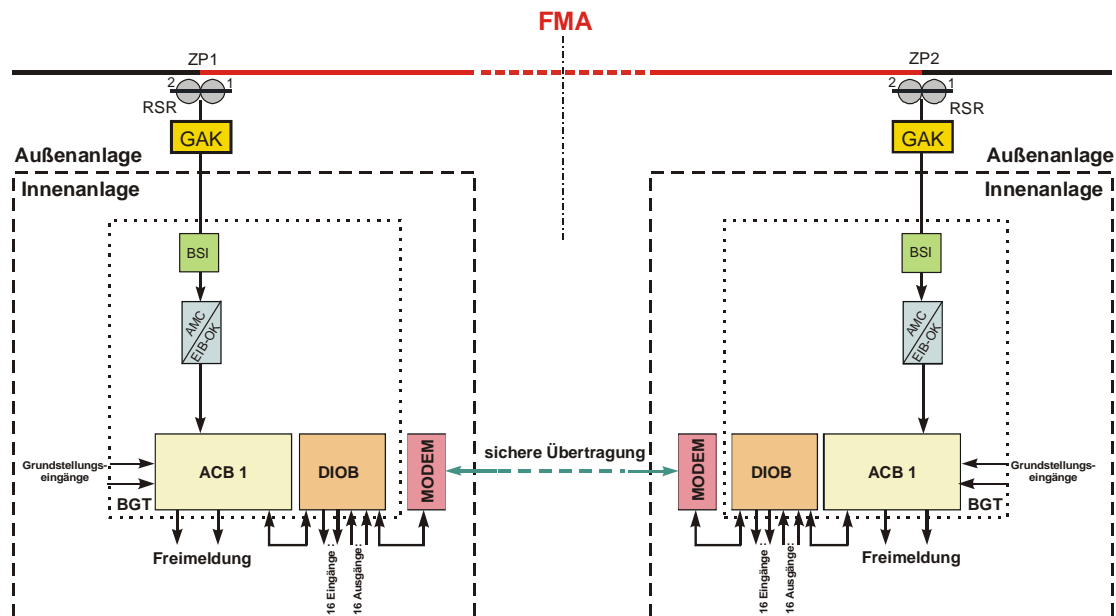 FMA
ZP1
ZP2
2
1
2
1
RSR
RSR
GAK
GAK
Außenanlage
Außenanlage
Innenanlage
Innenanlage
BSI
BSI
AMC
EIB-OK
AMC
EIB-OK
sichere Übertragung
ACB 1
DIOB
MODEM
MODEM
DIOB
ACB 1
Grundstellungs-
eingänge
Grundstellungs-
eingänge
BGT
BGT
Freimeldung
Freimeldung
16 Eingänge :
16 Ausgänge:
16 Eingänge :
16 Ausgänge: